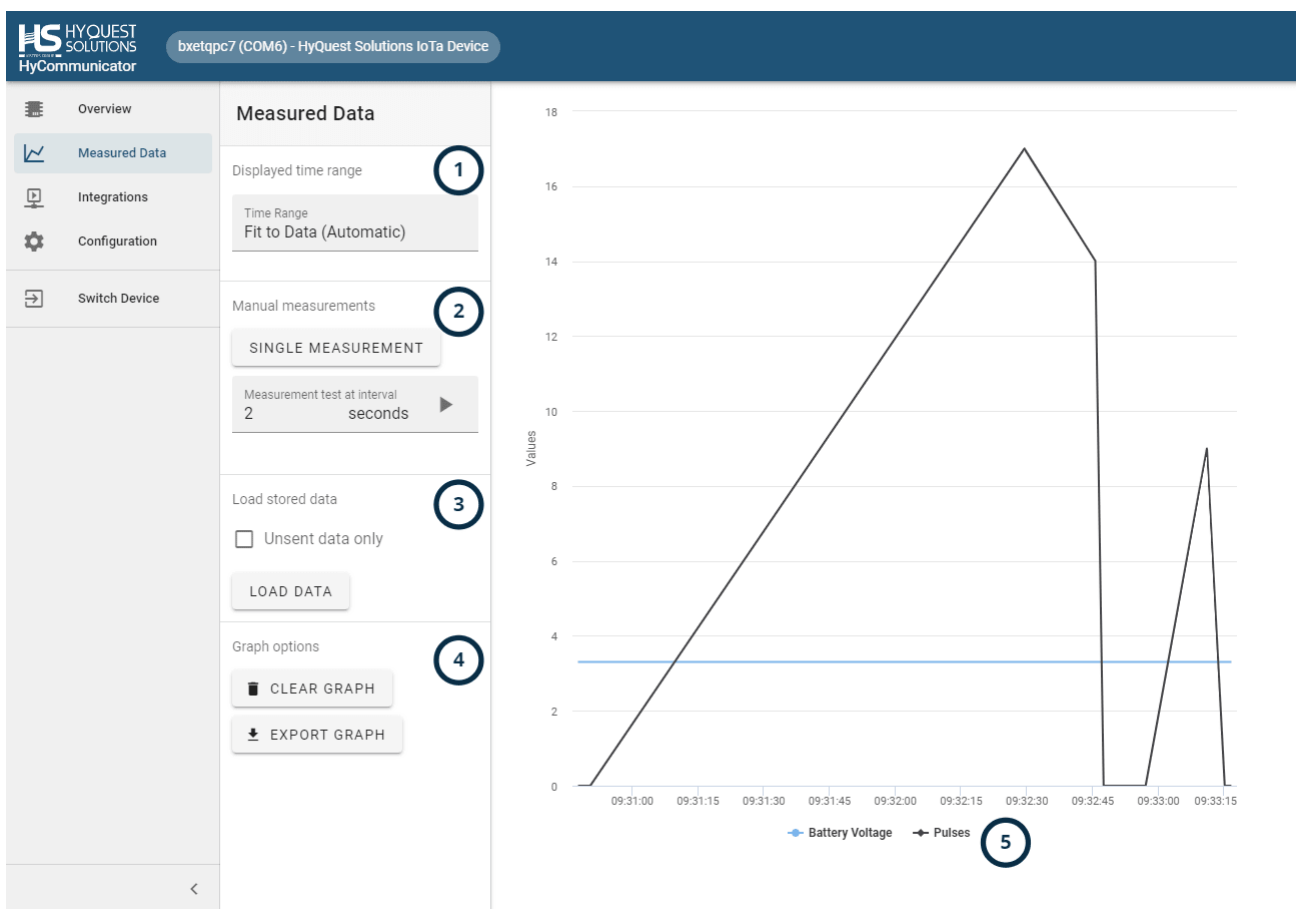 HS HYQUEST
SOLUTIONS
HyCommunicator
bxetqpc7 (COM6) - HyQuest Solutions IoTa Device
Overview
Measured Data
Integrations
Configuration
Switch Device
Measured Data
Displayed time range
1
Time Range
Fit to Data (Automatic)
Manual measurements
2
SINGLE MEASUREMENT
Measurement test at interval
2 seconds
Load stored data
3
Unsent data only
LOAD DATA
Graph options
4
CLEAR GRAPH
EXPORT GRAPH
Values
18
16
14
12
10
8
6
4
2
0
09:31:00 09:31:15 09:31:30 09:31:45 09:32:00 09:32:15 09:32:30 09:32:45 09:33:00 09:33:15
Battery Voltage Pulses
5